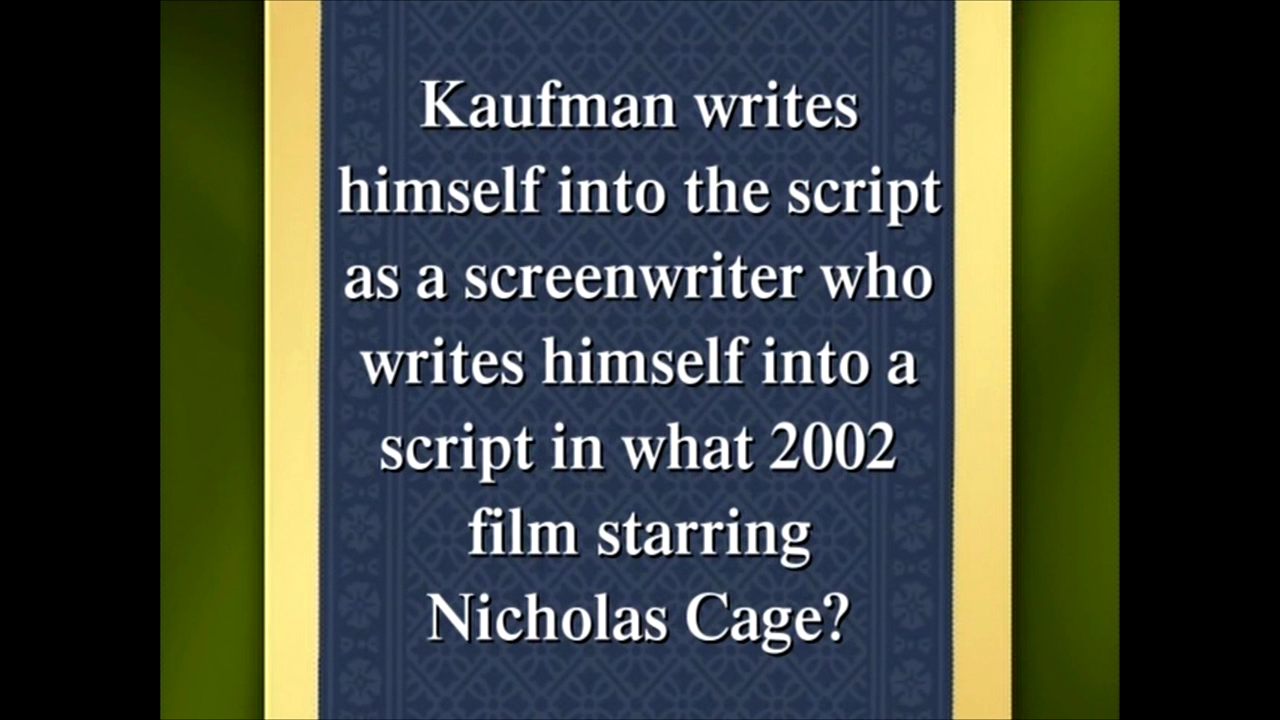 Kaufman writes
himself into the script
as a screenwriter who
writes himself into a
script in what 2002
film starring
Nicholas Cage?